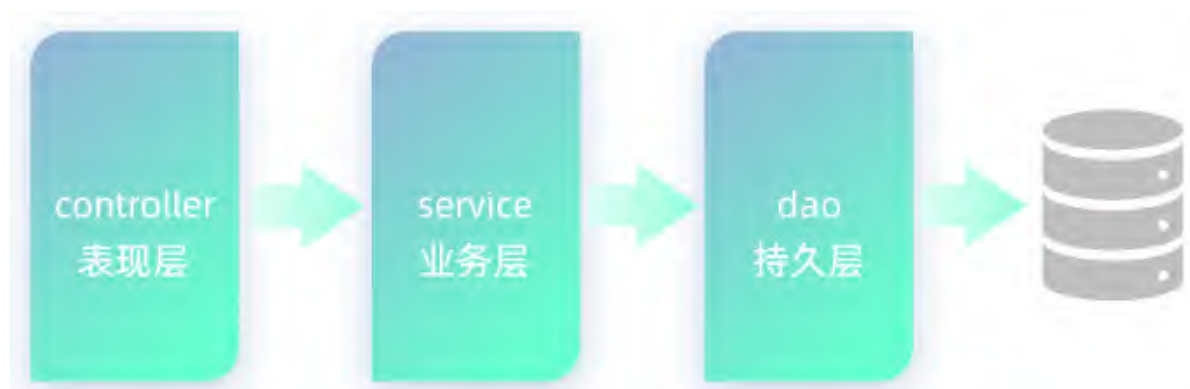 controller
表现层
service
业务层
dao
持久层